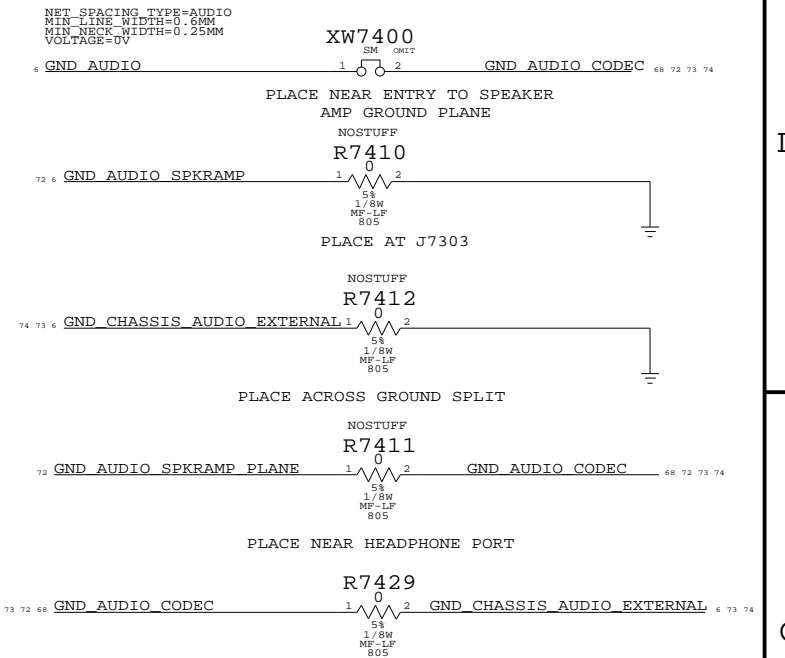 NET_SPACING_TYPE=AUDIO
MIN_LINE_WIDTH=0.6MM
MIN_NECK_WIDTH=0.25MM
VOLTAGE=0V
XW7400
SM OMIT
6 GND_AUDIO 1 2 GND_AUDIO_CODEC 68 72 73 74
PLACE NEAR ENTRY TO SPEAKER
AMP GROUND PLANE
NOSTUFF
R7410
0
72 6 GND_AUDIO_SPKRAMP 1 2
5%
1/8W
MF-LF
805
PLACE AT J7303
NOSTUFF
R7412
0
74 73 6 GND_CHASSIS_AUDIO_EXTERNAL 1 2
5%
1/8W
MF-LF
805
PLACE ACROSS GROUND SPLIT
NOSTUFF
R7411
0
72 GND_AUDIO_SPKRAMP_PLANE 1 2 GND_AUDIO_CODEC 68 72 73 74
5%
1/8W
MF-LF
805
PLACE NEAR HEADPHONE PORT
R7429
0
73 72 68 GND_AUDIO_CODEC 1 2 GND_CHASSIS_AUDIO_EXTERNAL 6 73 74
5%
1/8W
MF-LF
805